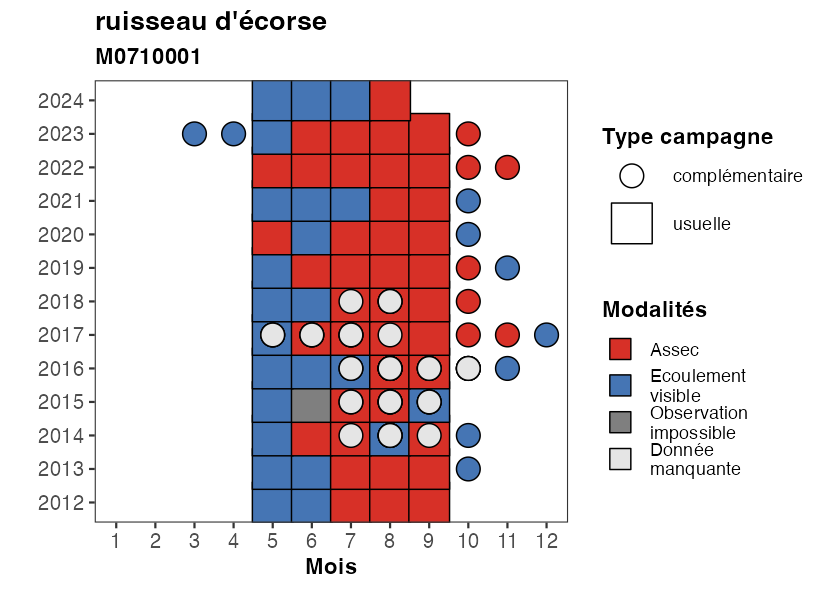 ruisseau d'écorse
M0710001
2024
2023
2022
2021
2020
2019
2018
2017
2016
2015
2014
2013
2012
1 2 3 4 5 6 7 8 9 10 11 12
Mois
Type campagne
complémentaire
usuelle
Modalités
Assec
Ecoulement
visible
Observation
impossible
Donnée
manquante